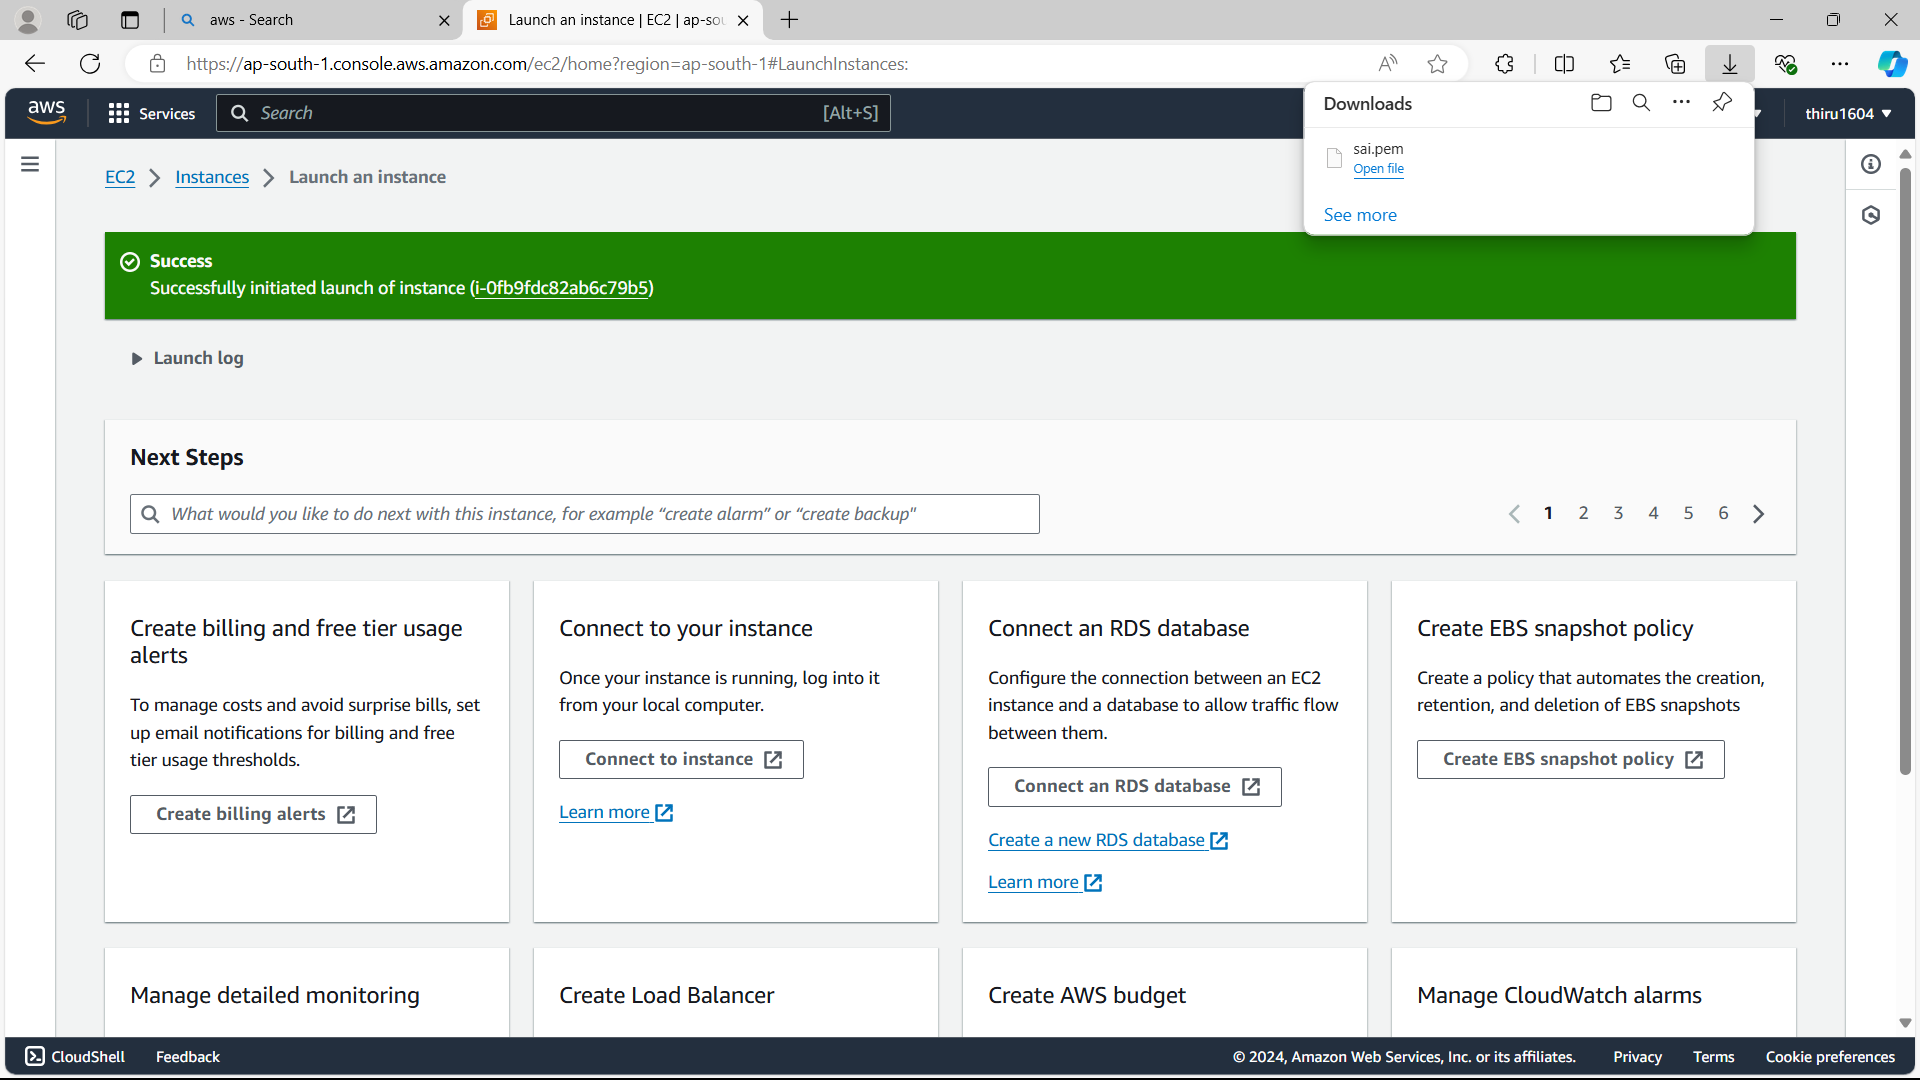 aws - Search
Launch an instance | EC2 | ap-sou
https://ap-south-1.console.aws.amazon.com/ec2/home?region=ap-south-1#LaunchInstances:
aws
Services
Search
[Alt+S]
thiru1604
Downloads
sai.pem
Open file
See more
EC2
Instances
Launch an instance
Success
Successfully initiated launch of instance (i-0fb9fdc82ab6c79b5)
Launch log
Next Steps
What would you like to do next with this instance, for example “create alarm” or “create backup"
1 2 3 4 5 6
Create billing and free tier usage
alerts
To manage costs and avoid surprise bills, set
up email notifications for billing and free
tier usage thresholds.
Create billing alerts
Connect to your instance
Once your instance is running, log into it
from your local computer.
Connect to instance
Learn more
Connect an RDS database
Configure the connection between an EC2
instance and a database to allow traffic flow
between them.
Connect an RDS database
Create a new RDS database
Learn more
Create EBS snapshot policy
Create a policy that automates the creation,
retention, and deletion of EBS snapshots
Create EBS snapshot policy
Manage detailed monitoring
Create Load Balancer
Create AWS budget
Manage CloudWatch alarms
CloudShell
Feedback
© 2024, Amazon Web Services, Inc. or its affiliates.
Privacy
Terms
Cookie preferences